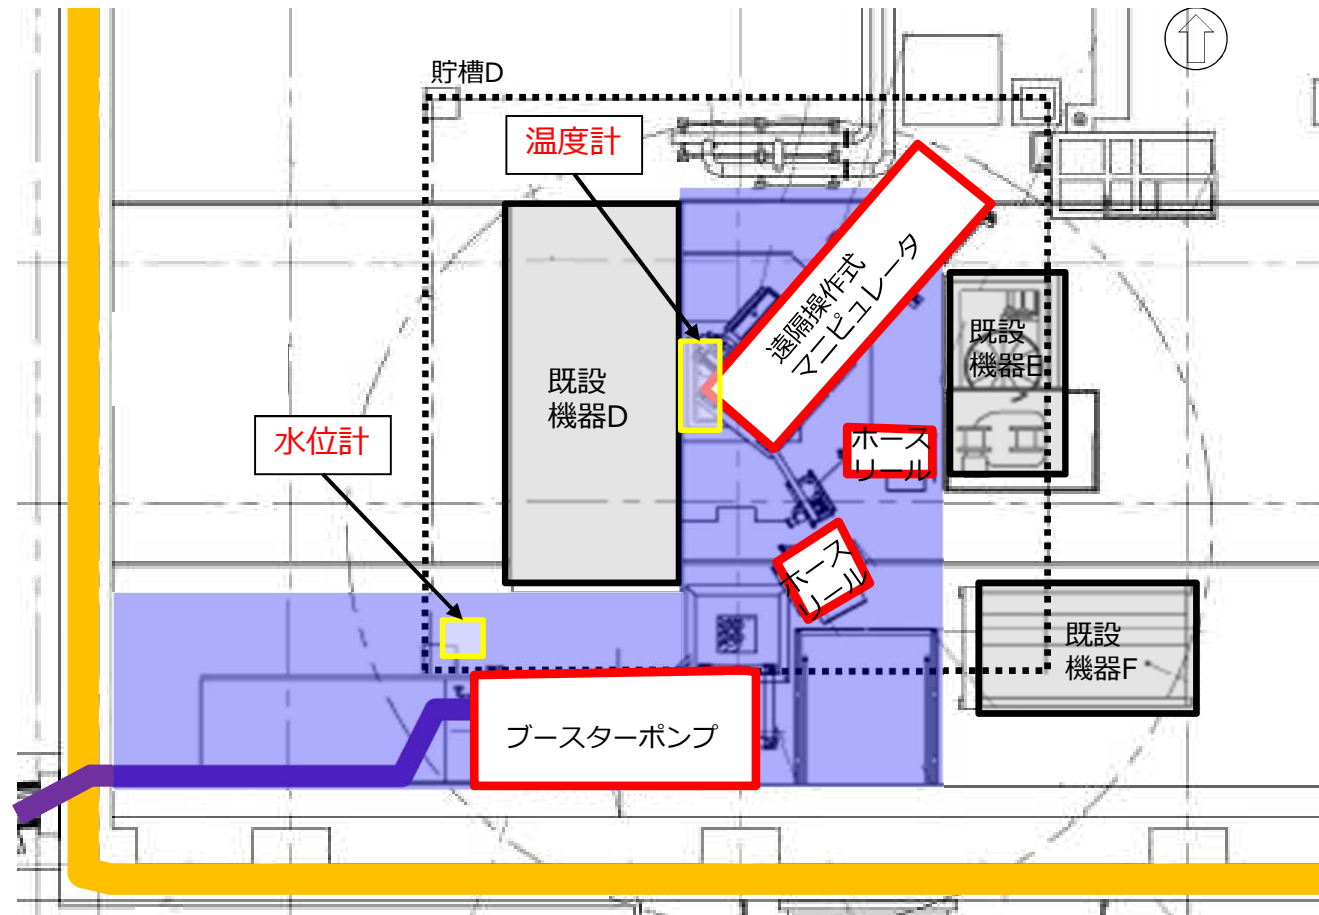 貯槽D
温度計
遠隔操作式
マニピュレータ
既設
機器E
既設
機器D
水位計
ホース
リール
ホース
リール
既設
機器F
ブースターポンプ